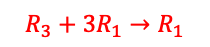 R₃ + 3R₁ → R₁